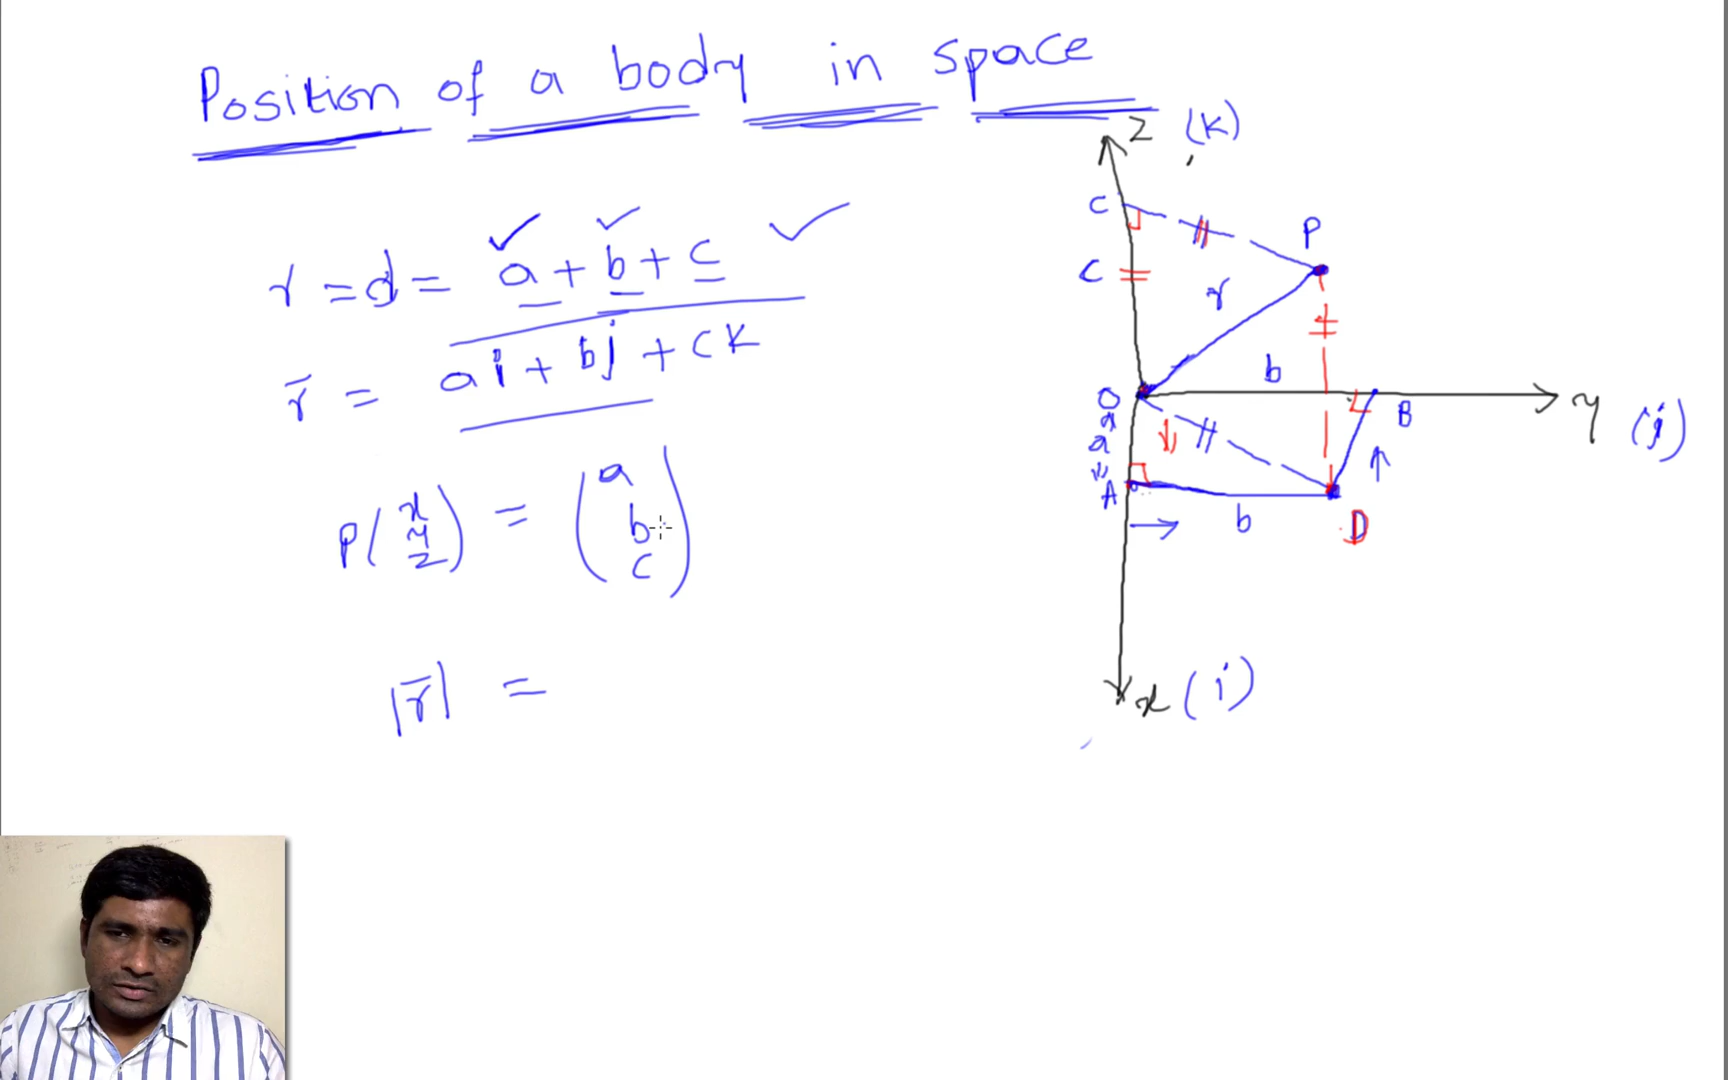 Position of a body in space
z (k)
r = d = a + b + c
r̄ = ai + bj + ck
P(x y z) = (a b c)
|r̄| =
C
P
c
r
b
O
B
y (j)
a
A
b
D
x (i)